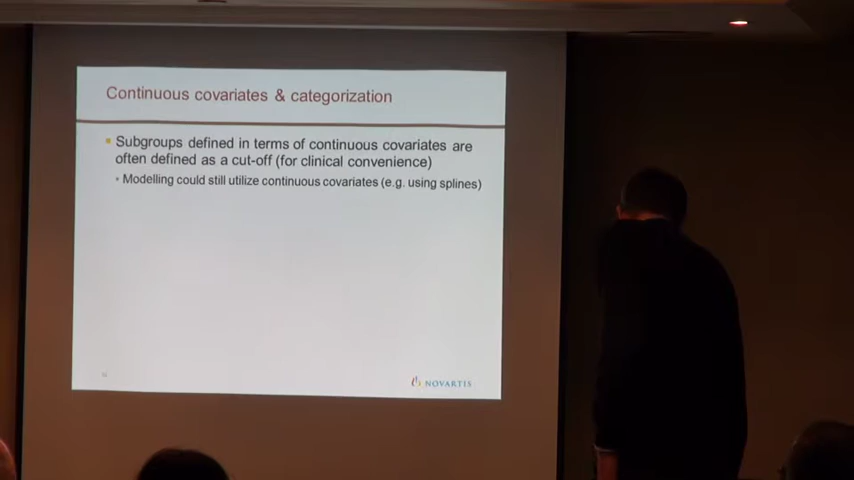 Continuous covariates & categorization
Subgroups defined in terms of continuous covariates are
often defined as a cut-off (for clinical convenience)
Modelling could still utilize continuous covariates (e.g. using splines)
NOVARTIS